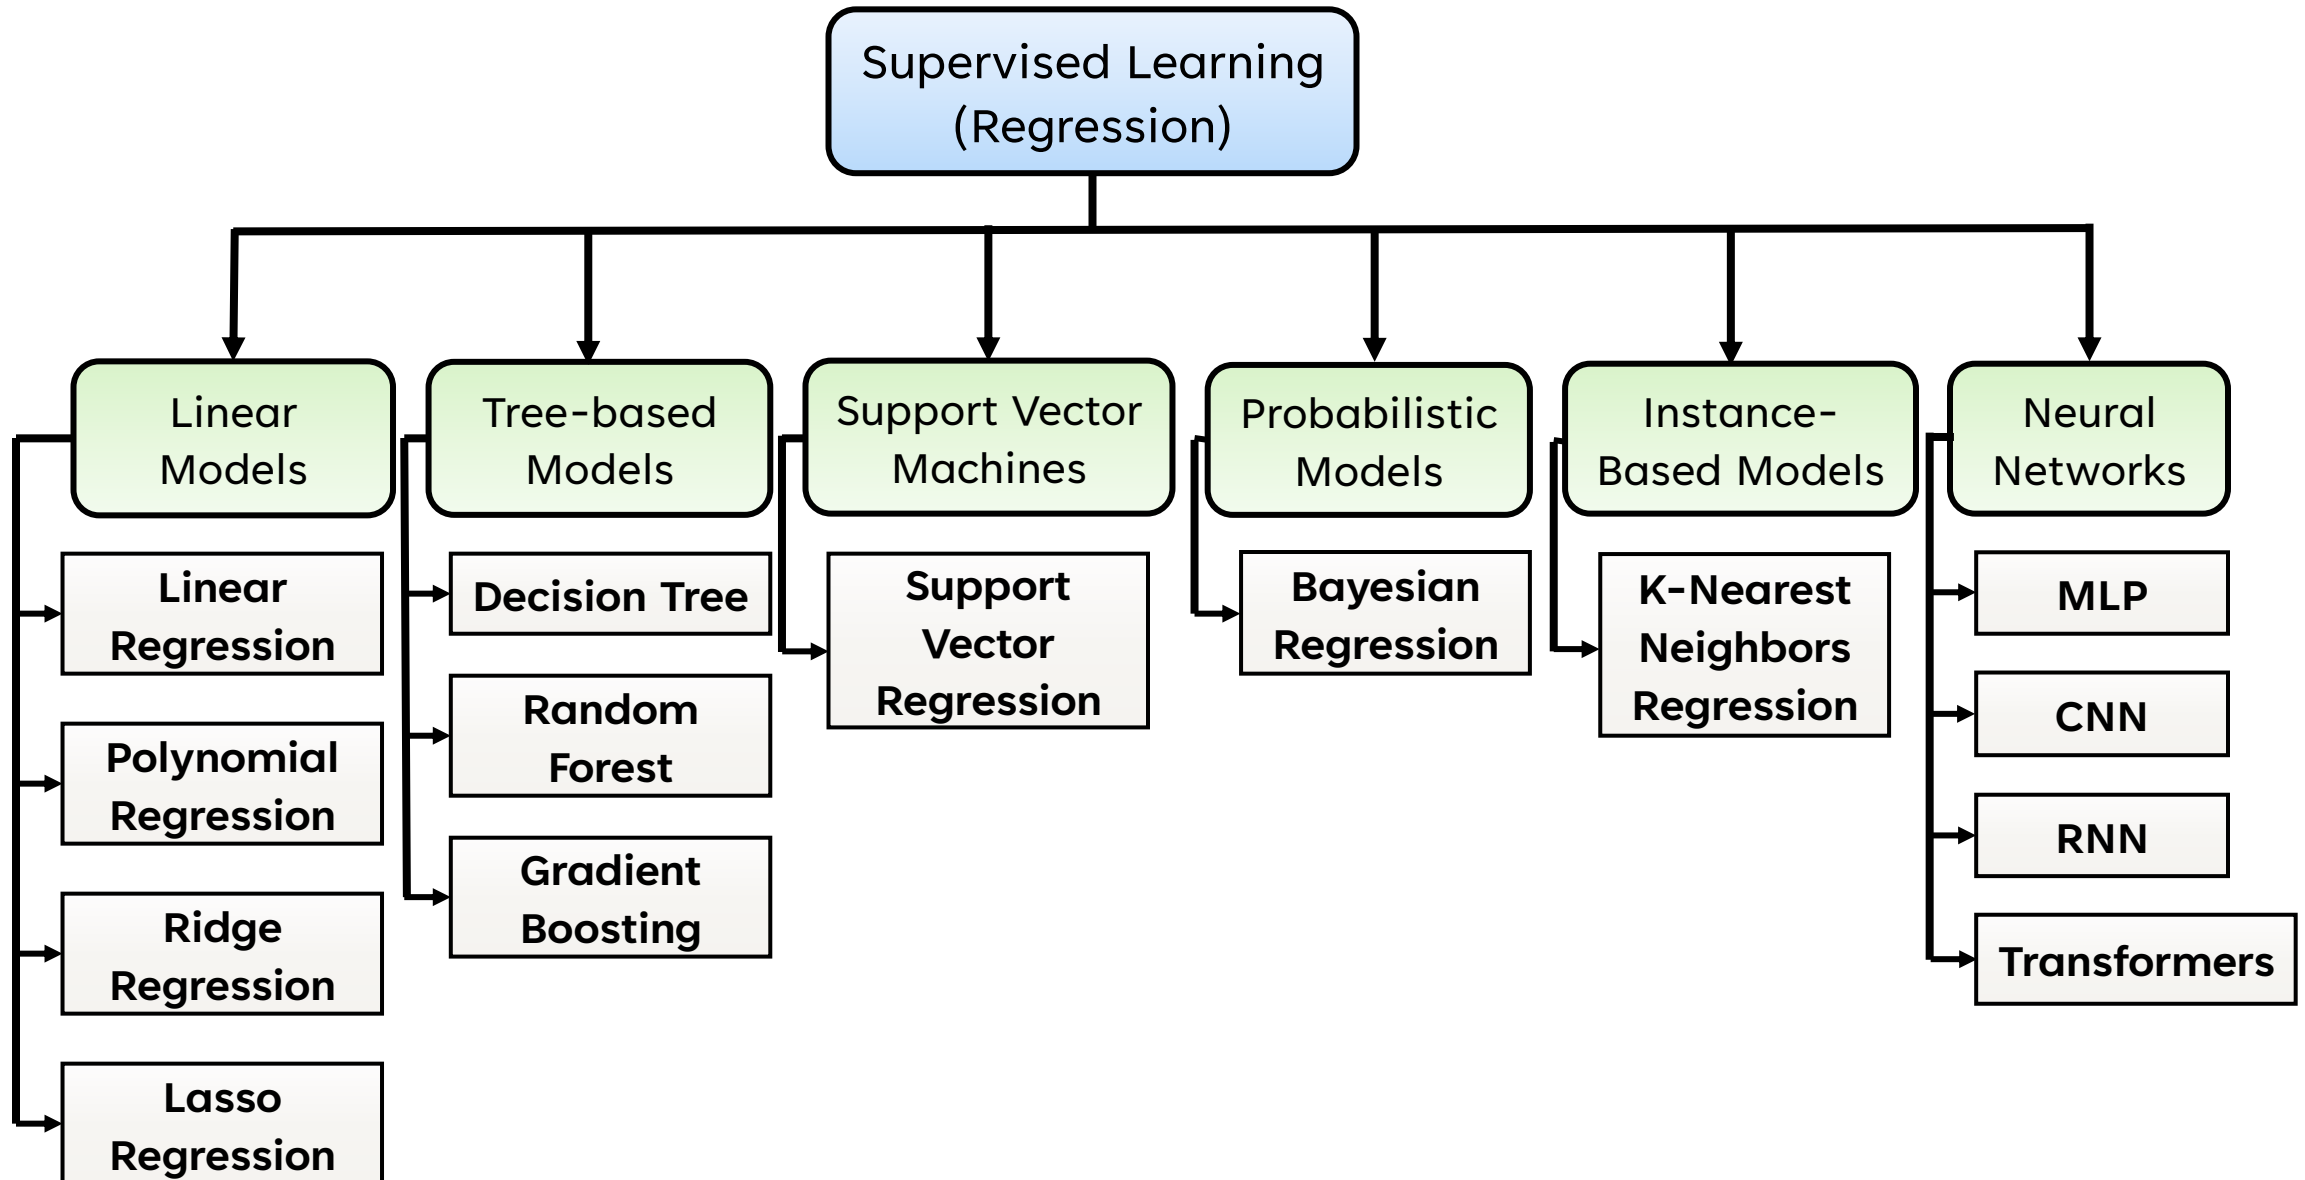 Supervised Learning
(Regression)
Linear
Models
Tree-based
Models
Support Vector
Machines
Probabilistic
Models
Instance-
Based Models
Neural
Networks
Linear
Regression
Polynomial
Regression
Ridge
Regression
Lasso
Regression
Decision Tree
Random
Forest
Gradient
Boosting
Support
Vector
Regression
Bayesian
Regression
K-Nearest
Neighbors
Regression
MLP
CNN
RNN
Transformers